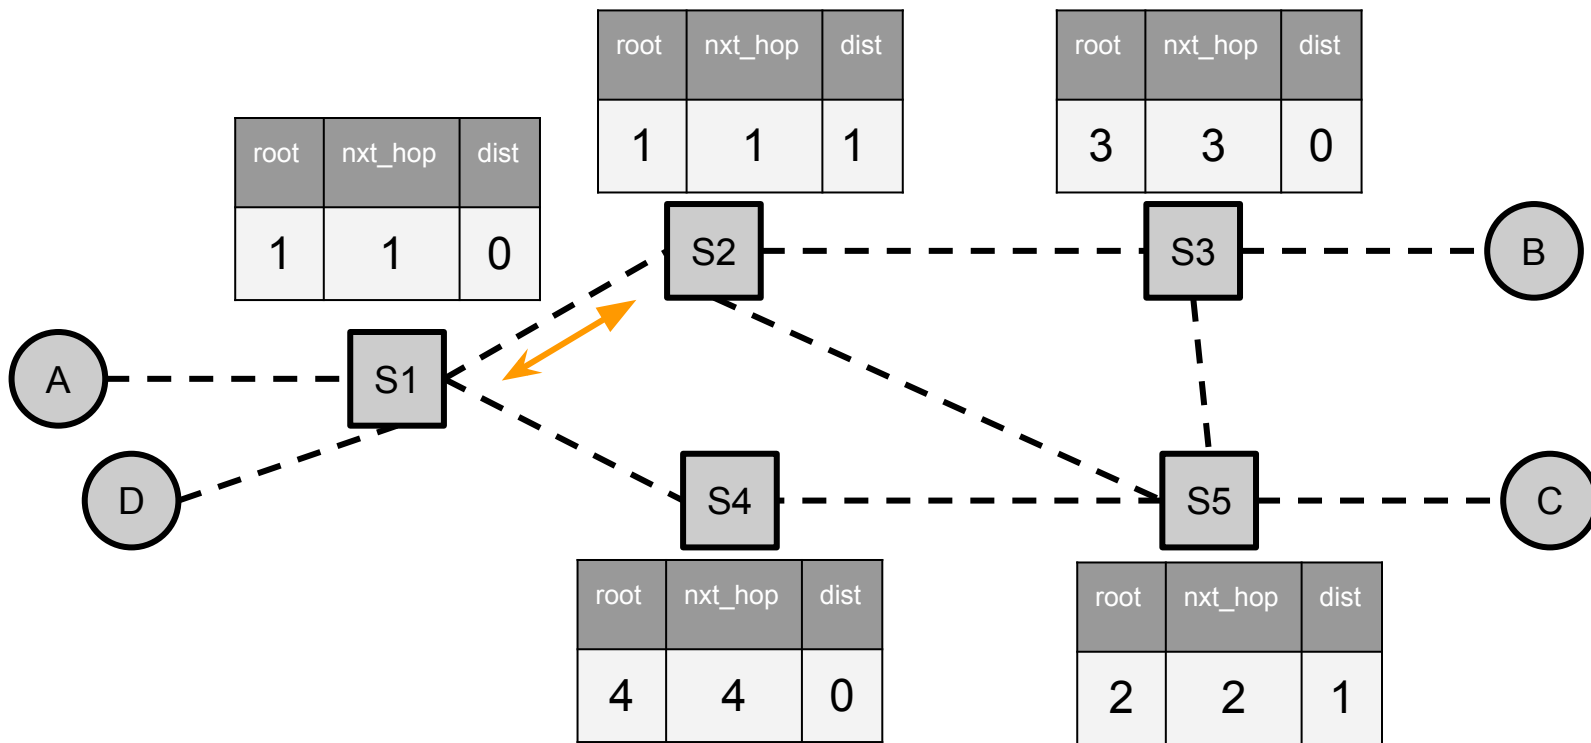 root nxt_hop dist
1 1 1
root nxt_hop dist
3 3 0
root nxt_hop dist
1 1 0
S2
S3
B
A
S1
D
S4
S5
C
root nxt_hop dist
4 4 0
root nxt_hop dist
2 2 1